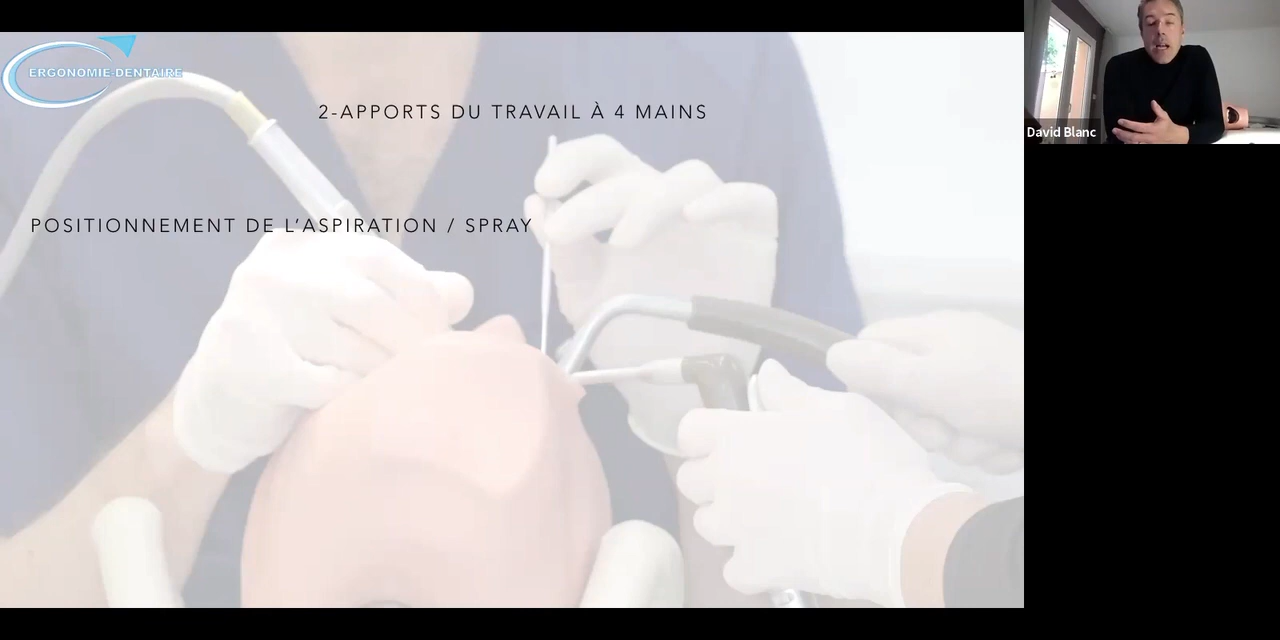 ERGONOMIE-DENTAIRE
2-APPORTS DU TRAVAIL À 4 MAINS
POSITIONNEMENT DE L’ASPIRATION / SPRAY
David Blanc